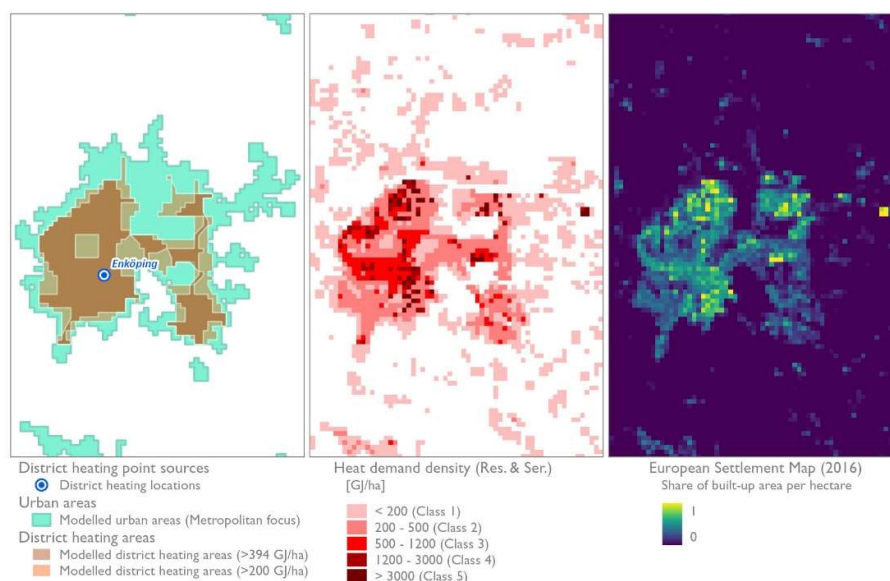 Enköping
District heating point sources
District heating locations
Urban areas
Modelled urban areas (Metropolitan focus)
District heating areas
Modelled district heating areas (>394 GJ/ha)
Modelled district heating areas (>200 GJ/ha)
Heat demand density (Res. & Ser.)
[GJ/ha]
< 200 (Class 1)
200 - 500 (Class 2)
500 - 1200 (Class 3)
1200 - 3000 (Class 4)
> 3000 (Class 5)
European Settlement Map (2016)
Share of built-up area per hectare
1
0